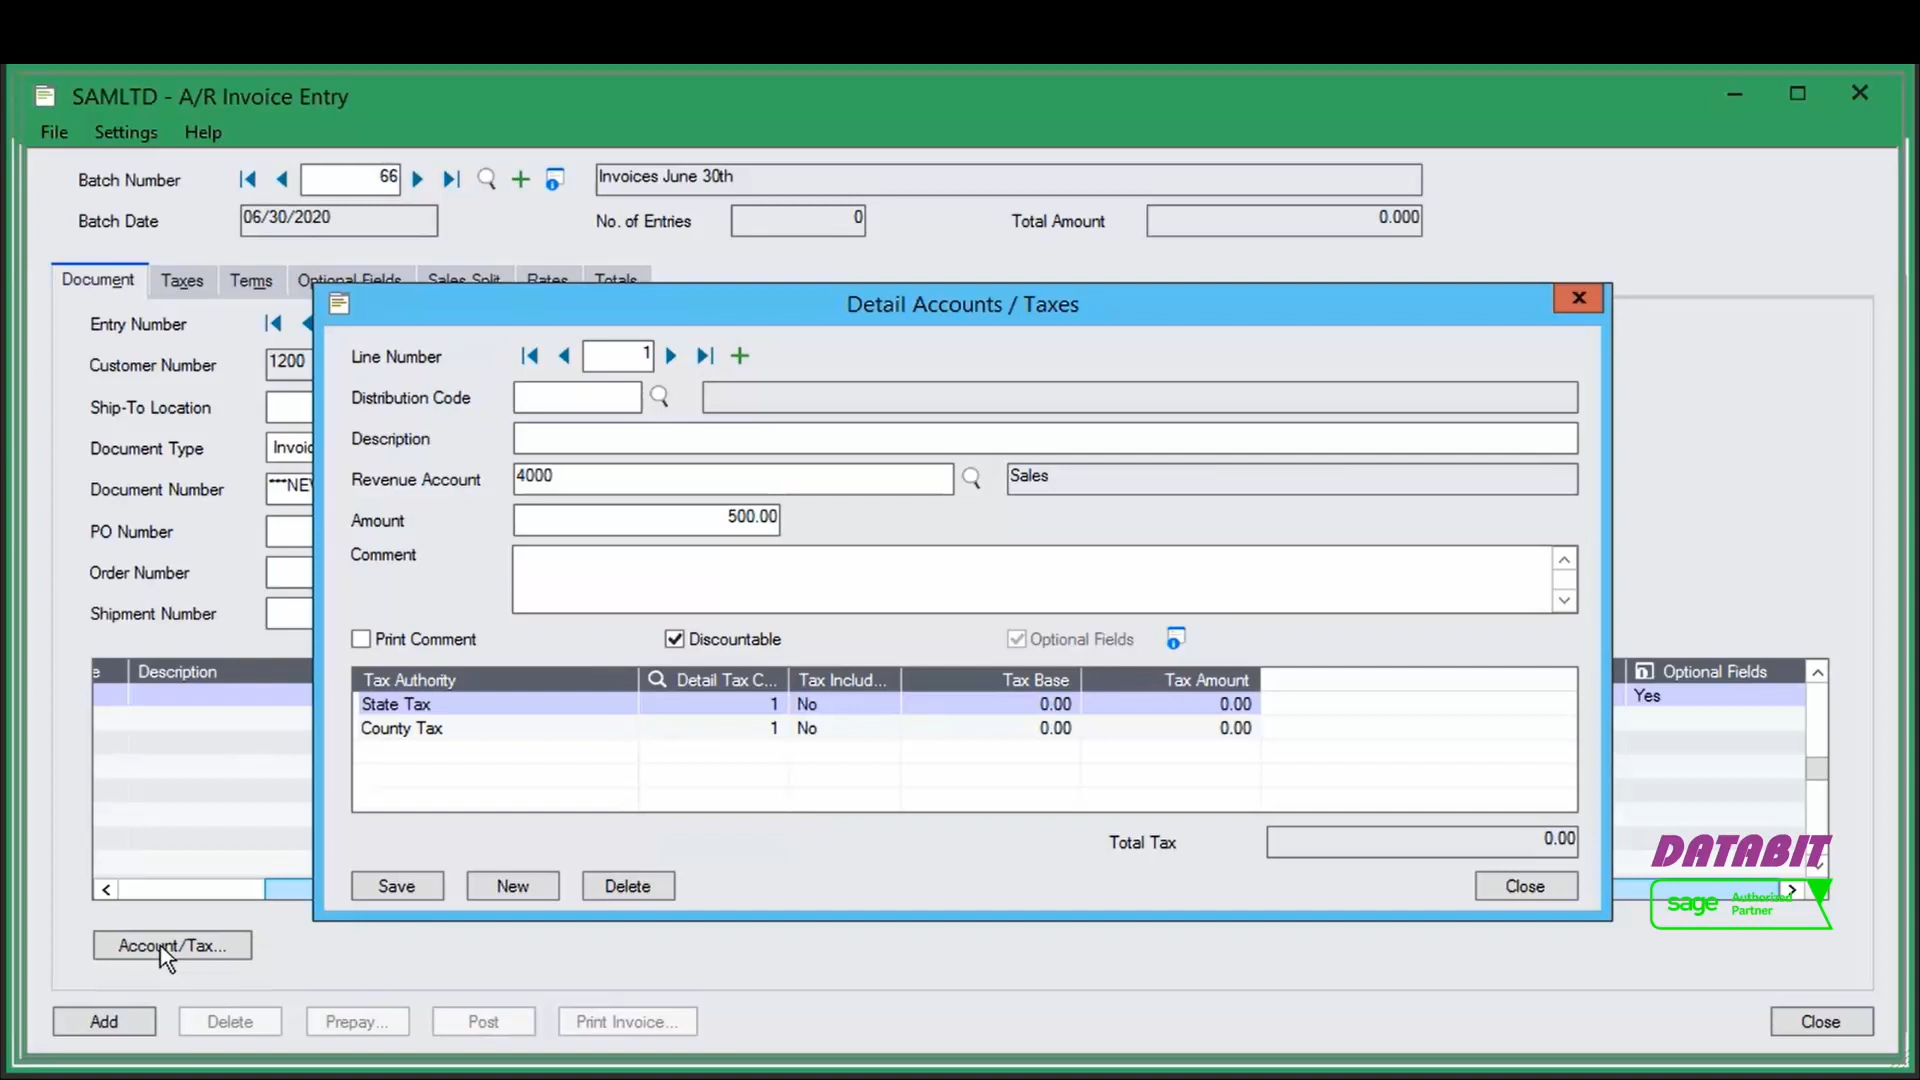 SAMLTD - A/R Invoice Entry
File Settings Help
Batch Number 66 Invoices June 30th
Batch Date 06/30/2020 No. of Entries 0 Total Amount 0.000
Document Taxes Terms Optional Fields Sales Split Rates Totals
Detail Accounts / Taxes
Entry Number
Customer Number 1200
Ship-To Location
Document Type Invoic
Document Number ***NEW
PO Number
Order Number
Shipment Number
Line Number 1
Distribution Code
Description
Revenue Account 4000 Sales
Amount 500.00
Comment
Print Comment Discountable Optional Fields
e Description Optional Fields
Yes
Tax Authority Detail Tax C... Tax Includ... Tax Base Tax Amount
State Tax 1 No 0.00 0.00
County Tax 1 No 0.00 0.00
Total Tax 0.00
Save New Delete Close
DATABIT
sage Authorized
Partner
Account/Tax...
Add Delete Prepay... Post Print Invoice... Close